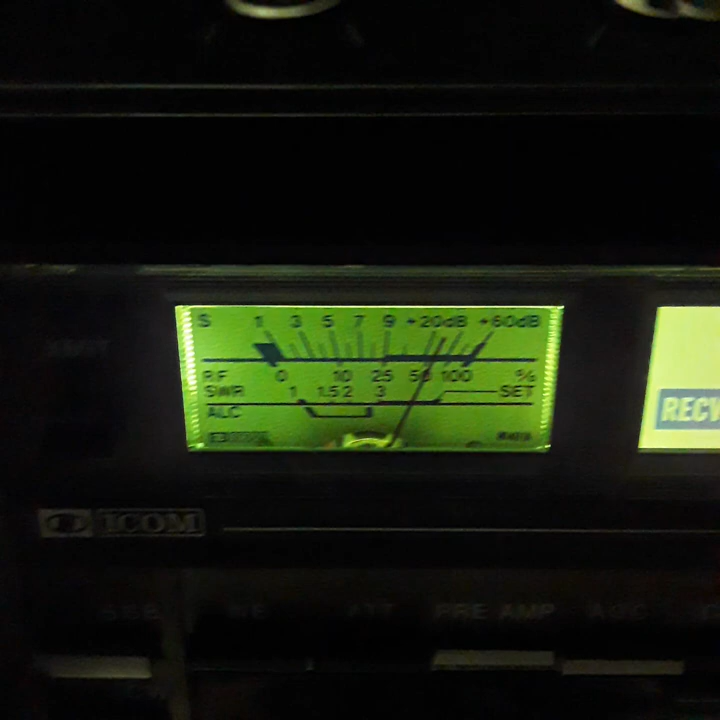 S 1 3 5 7 9 +20dB +60dB
RF 0 10 25 50 100 %
SWR 1 1.5 2 3 SET
ALC
RECV
ICOM
PRE AMP